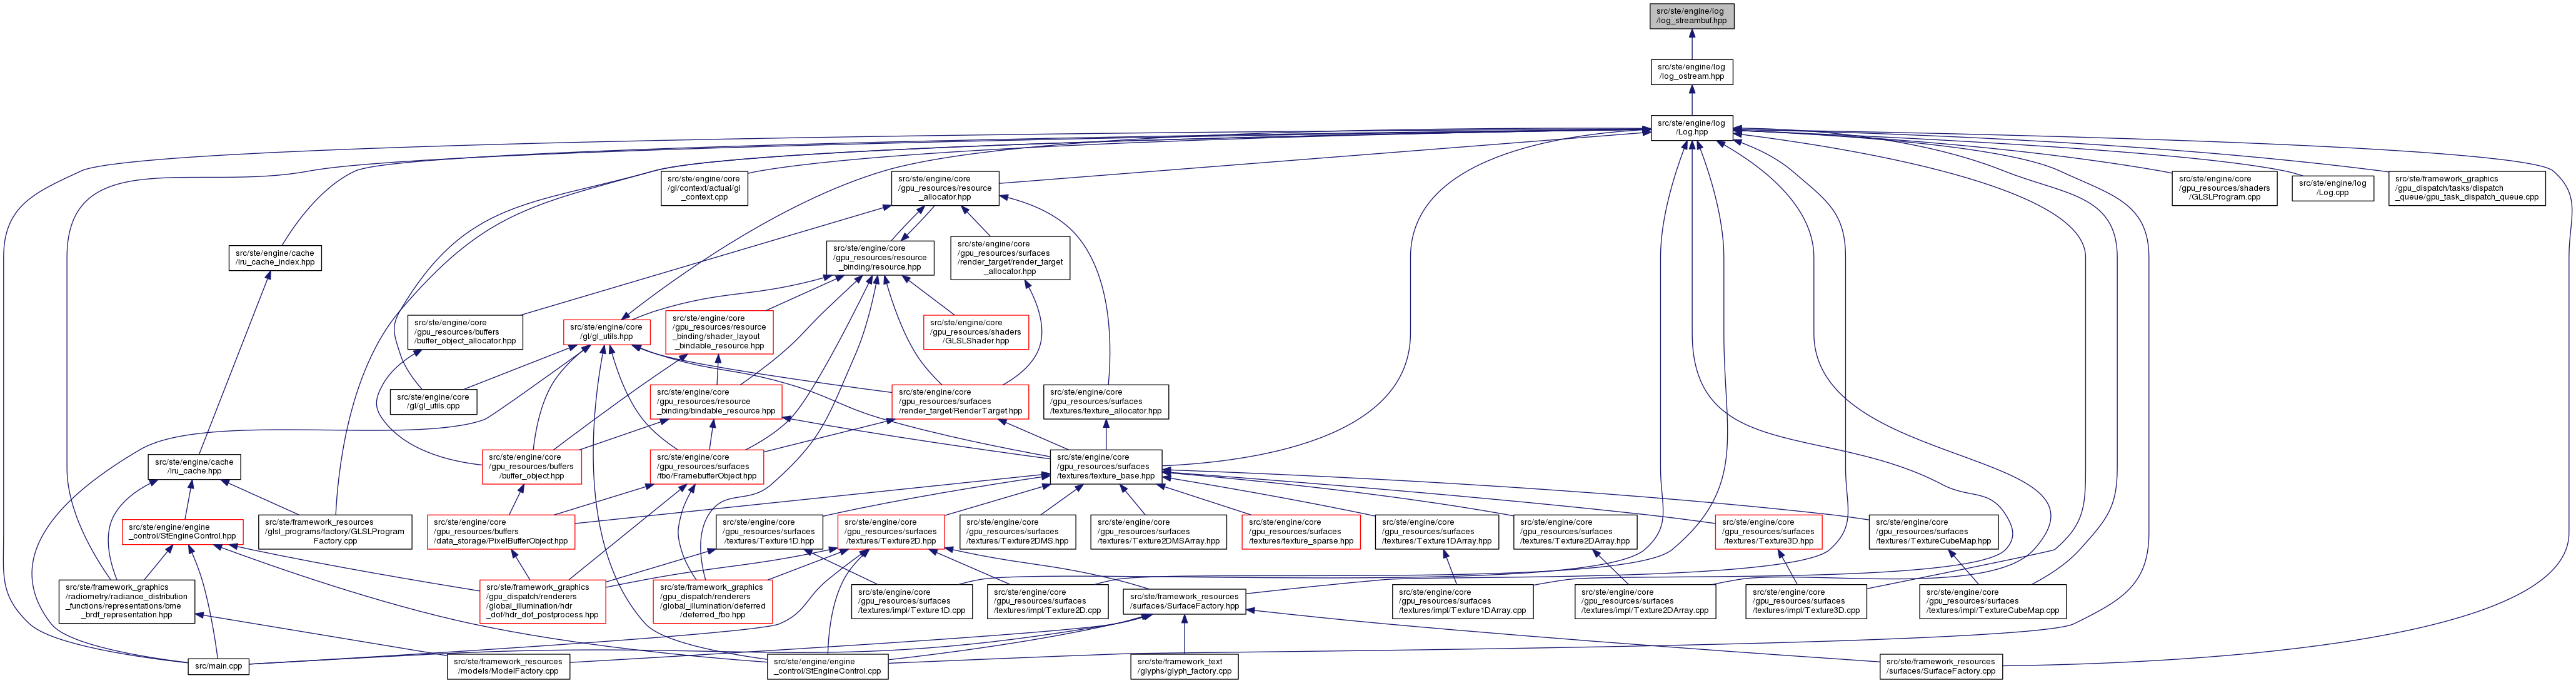 src/ste/engine/log
/log_streambuf.hpp
src/ste/engine/log
/log_ostream.hpp
src/ste/engine/log
/Log.hpp
src/ste/engine/core
/gl/context/actual/gl
_context.cpp
src/ste/engine/core
/gpu_resources/resource
_allocator.hpp
src/ste/engine/core
/gpu_resources/shaders
/GLSLProgram.cpp
src/ste/engine/log
/Log.cpp
src/ste/framework_graphics
/gpu_dispatch/tasks/dispatch
_queue/gpu_task_dispatch_queue.cpp
src/ste/engine/cache
/lru_cache_index.hpp
src/ste/engine/core
/gpu_resources/resource
_binding/resource.hpp
src/ste/engine/core
/gpu_resources/surfaces
/render_target/render_target
_allocator.hpp
src/ste/engine/core
/gpu_resources/buffers
/buffer_object_allocator.hpp
src/ste/engine/core
/gl/gl_utils.hpp
src/ste/engine/core
/gpu_resources/resource
_binding/shader_layout
_bindable_resource.hpp
src/ste/engine/core
/gpu_resources/shaders
/GLSLShader.hpp
src/ste/engine/core
/gl/gl_utils.cpp
src/ste/engine/core
/gpu_resources/resource
_binding/bindable_resource.hpp
src/ste/engine/core
/gpu_resources/surfaces
/render_target/RenderTarget.hpp
src/ste/engine/core
/gpu_resources/surfaces
/textures/texture_allocator.hpp
src/ste/engine/cache
/lru_cache.hpp
src/ste/engine/core
/gpu_resources/buffers
/buffer_object.hpp
src/ste/engine/core
/gpu_resources/surfaces
/fbo/FramebufferObject.hpp
src/ste/engine/core
/gpu_resources/surfaces
/textures/texture_base.hpp
src/ste/engine/engine
_control/StEngineControl.hpp
src/ste/framework_resources
/glsl_programs/factory/GLSLProgram
Factory.cpp
src/ste/engine/core
/gpu_resources/buffers
/data_storage/PixelBufferObject.hpp
src/ste/engine/core
/gpu_resources/surfaces
/textures/Texture1D.hpp
src/ste/engine/core
/gpu_resources/surfaces
/textures/Texture2D.hpp
src/ste/engine/core
/gpu_resources/surfaces
/textures/Texture2DMS.hpp
src/ste/engine/core
/gpu_resources/surfaces
/textures/Texture2DMSArray.hpp
src/ste/engine/core
/gpu_resources/surfaces
/textures/texture_sparse.hpp
src/ste/engine/core
/gpu_resources/surfaces
/textures/Texture1DArray.hpp
src/ste/engine/core
/gpu_resources/surfaces
/textures/Texture2DArray.hpp
src/ste/engine/core
/gpu_resources/surfaces
/textures/Texture3D.hpp
src/ste/engine/core
/gpu_resources/surfaces
/textures/TextureCubeMap.hpp
src/ste/framework_graphics
/radiometry/radiance_distribution
_functions/representations/bme
_brdf_representation.hpp
src/ste/framework_graphics
/gpu_dispatch/renderers
/global_illumination/hdr
_dof/hdr_dof_postprocess.hpp
src/ste/framework_graphics
/gpu_dispatch/renderers
/global_illumination/deferred
/deferred_fbo.hpp
src/ste/engine/core
/gpu_resources/surfaces
/textures/impl/Texture1D.cpp
src/ste/engine/core
/gpu_resources/surfaces
/textures/impl/Texture2D.cpp
src/ste/framework_resources
/surfaces/SurfaceFactory.hpp
src/ste/engine/core
/gpu_resources/surfaces
/textures/impl/Texture1DArray.cpp
src/ste/engine/core
/gpu_resources/surfaces
/textures/impl/Texture2DArray.cpp
src/ste/engine/core
/gpu_resources/surfaces
/textures/impl/Texture3D.cpp
src/ste/engine/core
/gpu_resources/surfaces
/textures/impl/TextureCubeMap.cpp
src/main.cpp
src/ste/framework_resources
/models/ModelFactory.cpp
src/ste/engine/engine
_control/StEngineControl.cpp
src/ste/framework_text
/glyphs/glyph_factory.cpp
src/ste/framework_resources
/surfaces/SurfaceFactory.cpp